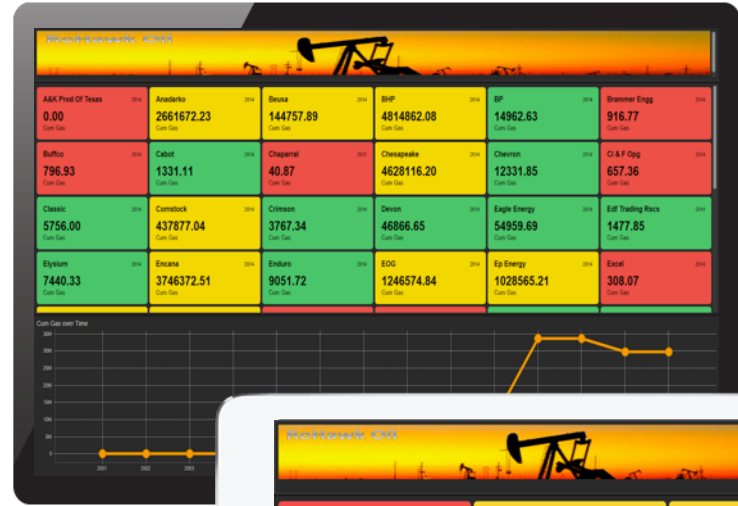 RoHawk Oil
A&K Prod Of Texas 2014 Anadarko 2014 Beusa 2014 BHP 2014 BP 2014 Brammer Engg 2014
0.00 2661672.23 144757.89 4814862.08 14962.63 916.77
Cum Gas Cum Gas Cum Gas Cum Gas Cum Gas Cum Gas
Buffco 2014 Cabot 2014 Chaparral Chesapeake 2014 Chevron 2014 Cl & F Opg 2014
796.93 1331.11 40.87 4628116.20 12331.85 657.36
Cum Gas Cum Gas Cum Gas Cum Gas Cum Gas Cum Gas
Classic 2014 Comstock 2014 Crimson 2014 Devon 2014 Eagle Energy 2014 Edf Trading Rscs 2014
5756.00 437877.04 3767.34 46866.65 54959.69 1477.85
Cum Gas Cum Gas Cum Gas Cum Gas Cum Gas Cum Gas
Elysium 2014 Encana 2014 Enduro 2014 EOG 2014 Ep Energy 2014 Excel 2014
7440.33 3746372.51 9051.72 1246574.84 1028565.21 308.07
Cum Gas Cum Gas Cum Gas Cum Gas Cum Gas Cum Gas
Cum Gas over Time
35M
30M
25M
20M
15M
10M
5M
0
2001 2002 2003
RoHawk Oil